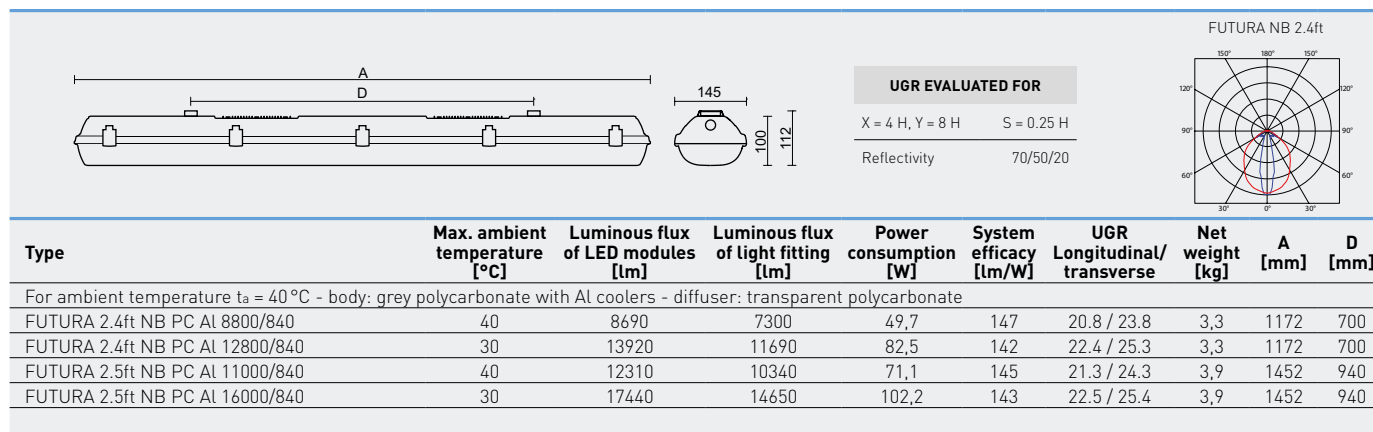 FUTURA NB 2.4ft
150° 180° 150°
120° 120°
90° 90°
60° 60°
30° 0° 30°
A
D
145
100
112
UGR EVALUATED FOR
X = 4 H, Y = 8 H S = 0.25 H
Reflectivity 70/50/20
Type Max. ambient temperature [°C] Luminous flux of LED modules [lm] Luminous flux of light fitting [lm] Power consumption [W] System efficacy [lm/W] UGR Longitudinal/ transverse Net weight [kg] A [mm] D [mm]
For ambient temperature ta = 40 °C - body: grey polycarbonate with Al coolers - diffuser: transparent polycarbonate
FUTURA 2.4ft NB PC Al 8800/840 40 8690 7300 49,7 147 20.8 / 23.8 3,3 1172 700
FUTURA 2.4ft NB PC Al 12800/840 30 13920 11690 82,5 142 22.4 / 25.3 3,3 1172 700
FUTURA 2.5ft NB PC Al 11000/840 40 12310 10340 71,1 145 21.3 / 24.3 3,9 1452 940
FUTURA 2.5ft NB PC Al 16000/840 30 17440 14650 102,2 143 22.5 / 25.4 3,9 1452 940